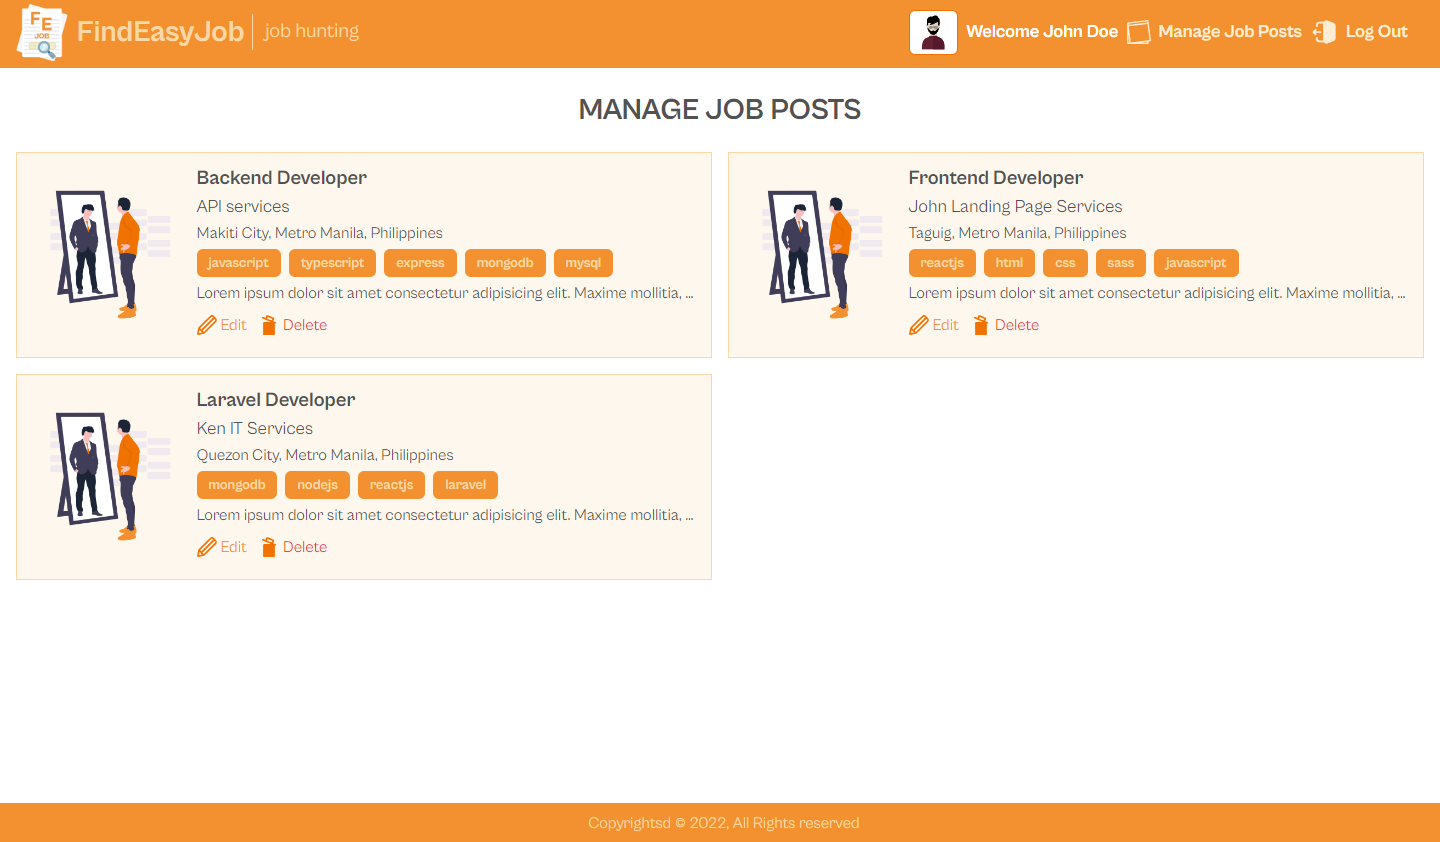 FE
JOB
FindEasyJob
job hunting
Welcome John Doe
Manage Job Posts
Log Out
MANAGE JOB POSTS
Backend Developer
API services
Makiti City, Metro Manila, Philippines
javascript typescript express mongodb mysql
Lorem ipsum dolor sit amet consectetur adipisicing elit. Maxime mollitia, ...
Edit Delete
Frontend Developer
John Landing Page Services
Taguig, Metro Manila, Philippines
reactjs html css sass javascript
Lorem ipsum dolor sit amet consectetur adipisicing elit. Maxime mollitia, ...
Edit Delete
Laravel Developer
Ken IT Services
Quezon City, Metro Manila, Philippines
mongodb nodejs reactjs laravel
Lorem ipsum dolor sit amet consectetur adipisicing elit. Maxime mollitia, ...
Edit Delete
Copyrightsd © 2022, All Rights reserved